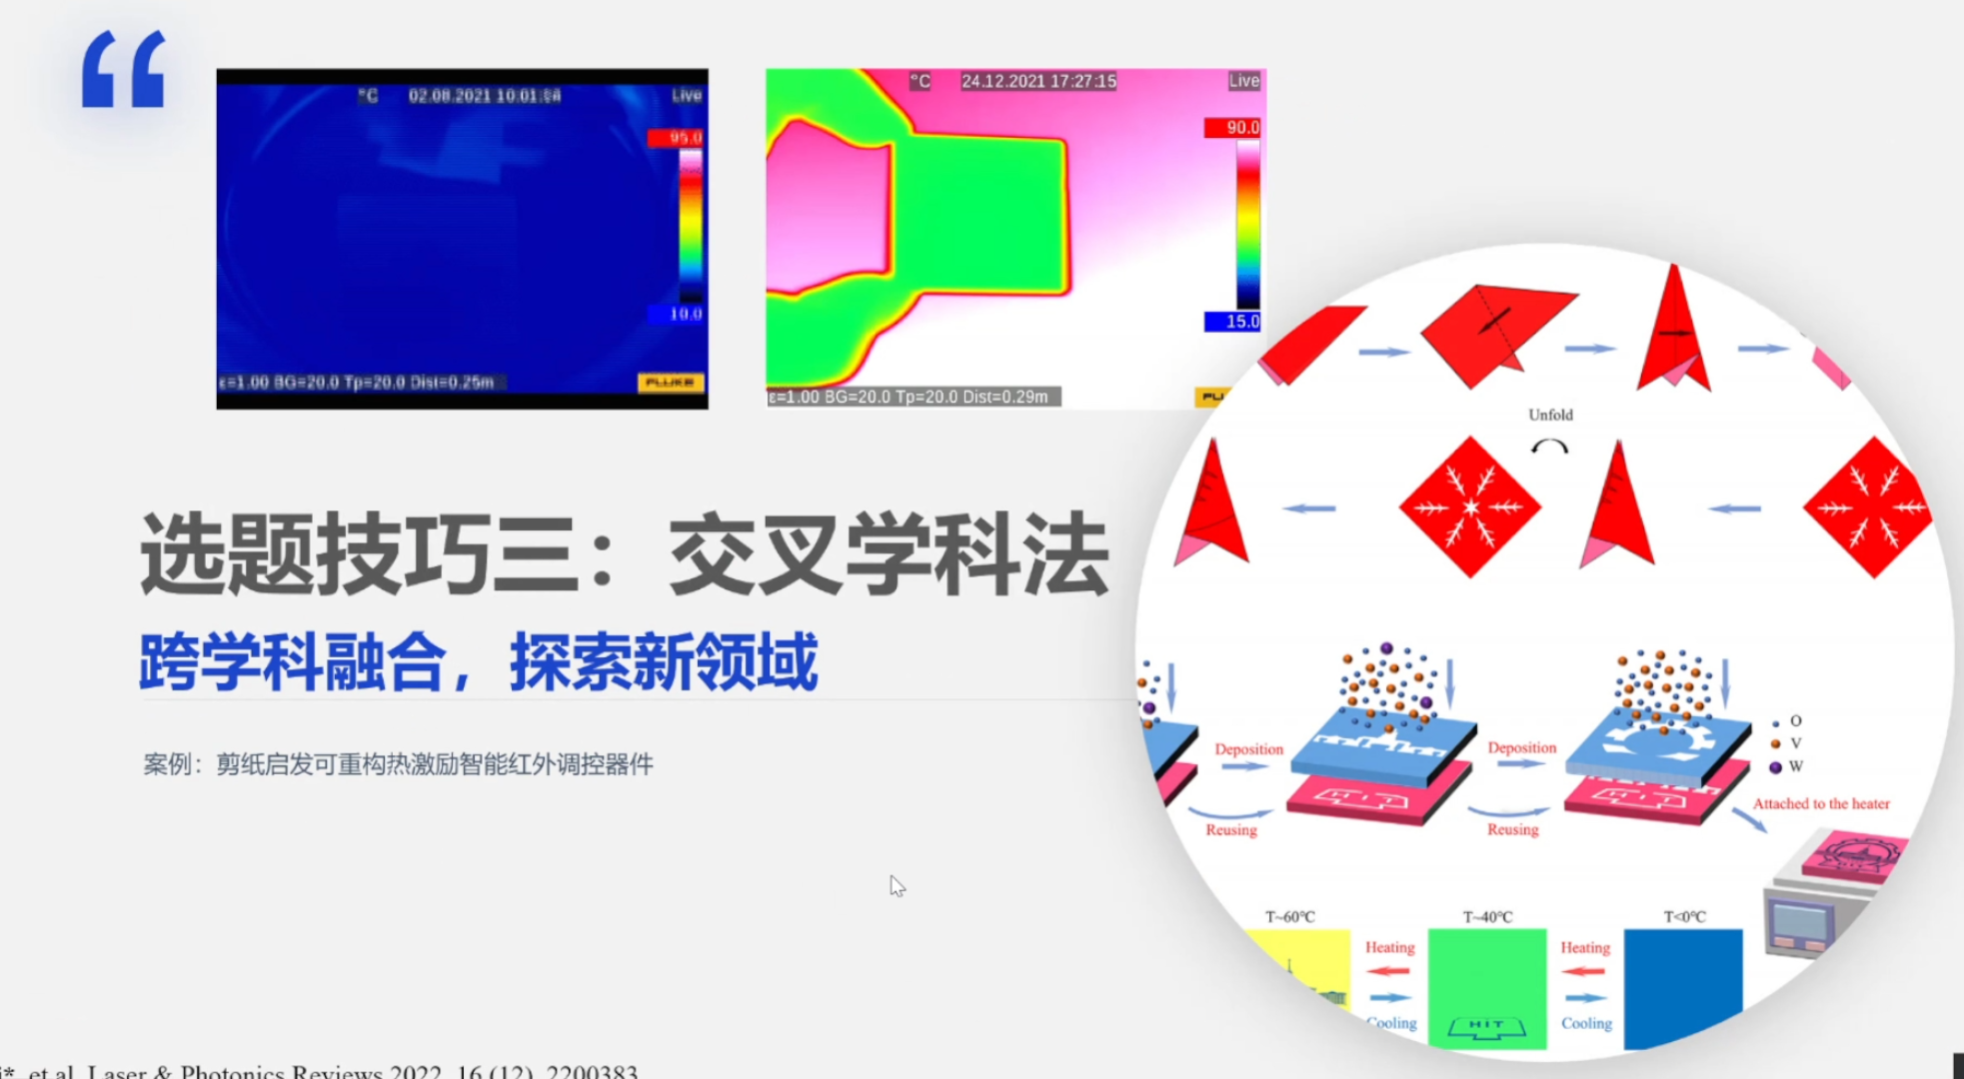 “
°C 02.08.2021 10.01: Live
95.0
10.0
ε=1.00 BG=20.0 Tp=20.0 Dist=0.25m
FLUKE
°C 24.12.2021 17:27:15 Live
90.0
15.0
ε=1.00 BG=20.0 Tp=20.0 Dist=0.29m
FLU
选题技巧三：交叉学科法
跨学科融合，探索新领域
案例：剪纸启发可重构热激励智能红外调控器件
Unfold
Deposition
Deposition
Reusing
Reusing
O
V
W
HIT
HIT
Attached to the heater
T~60℃
T~40℃
T<0℃
Heating
Heating
Cooling
Cooling
HIT
i*, et al. Laser & Photonics Reviews 2022, 16 (12), 2200383.